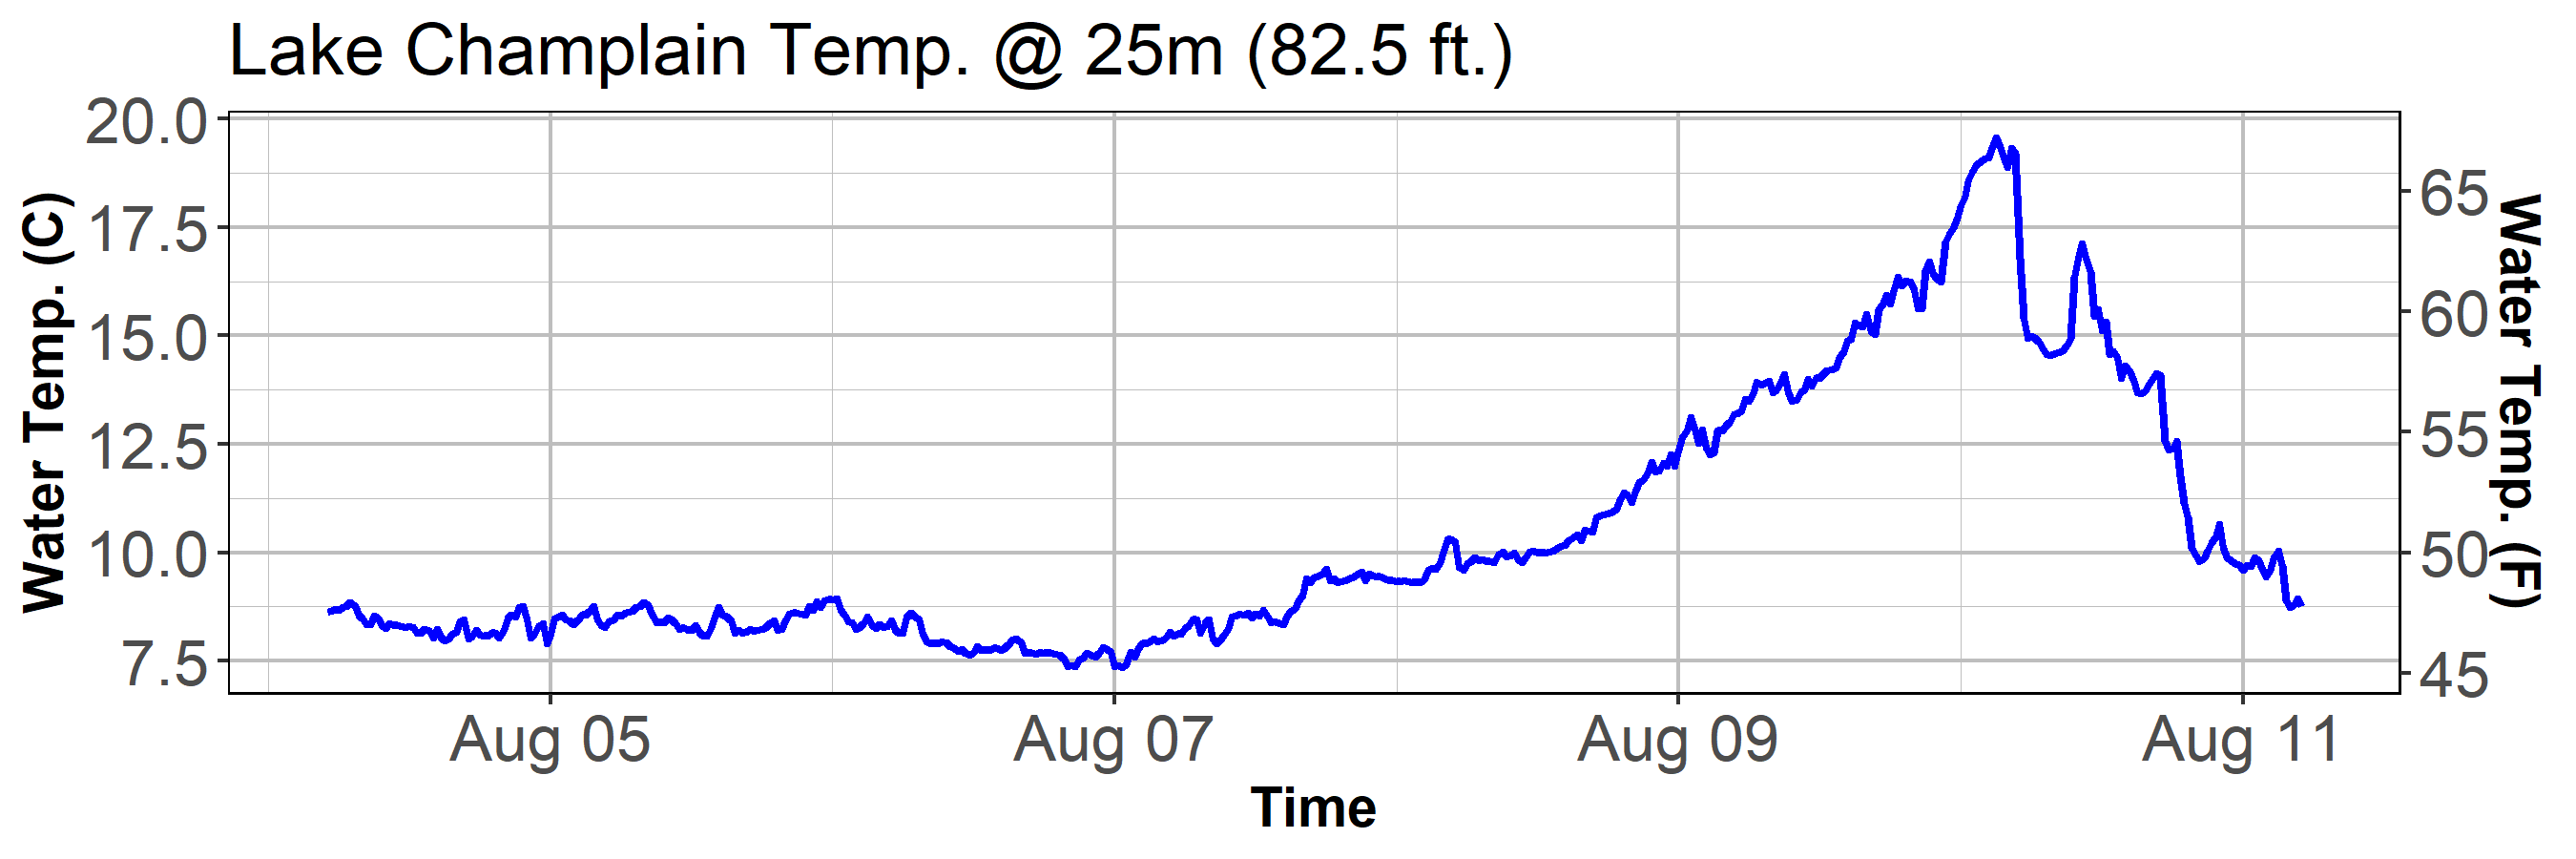 Lake Champlain Temp. @ 25m (82.5 ft.)
Water Temp. (C)
20.0
17.5
15.0
12.5
10.0
7.5
65
60
55
50
45
Water Temp. (F)
Aug 05 Aug 07 Aug 09 Aug 11
Time